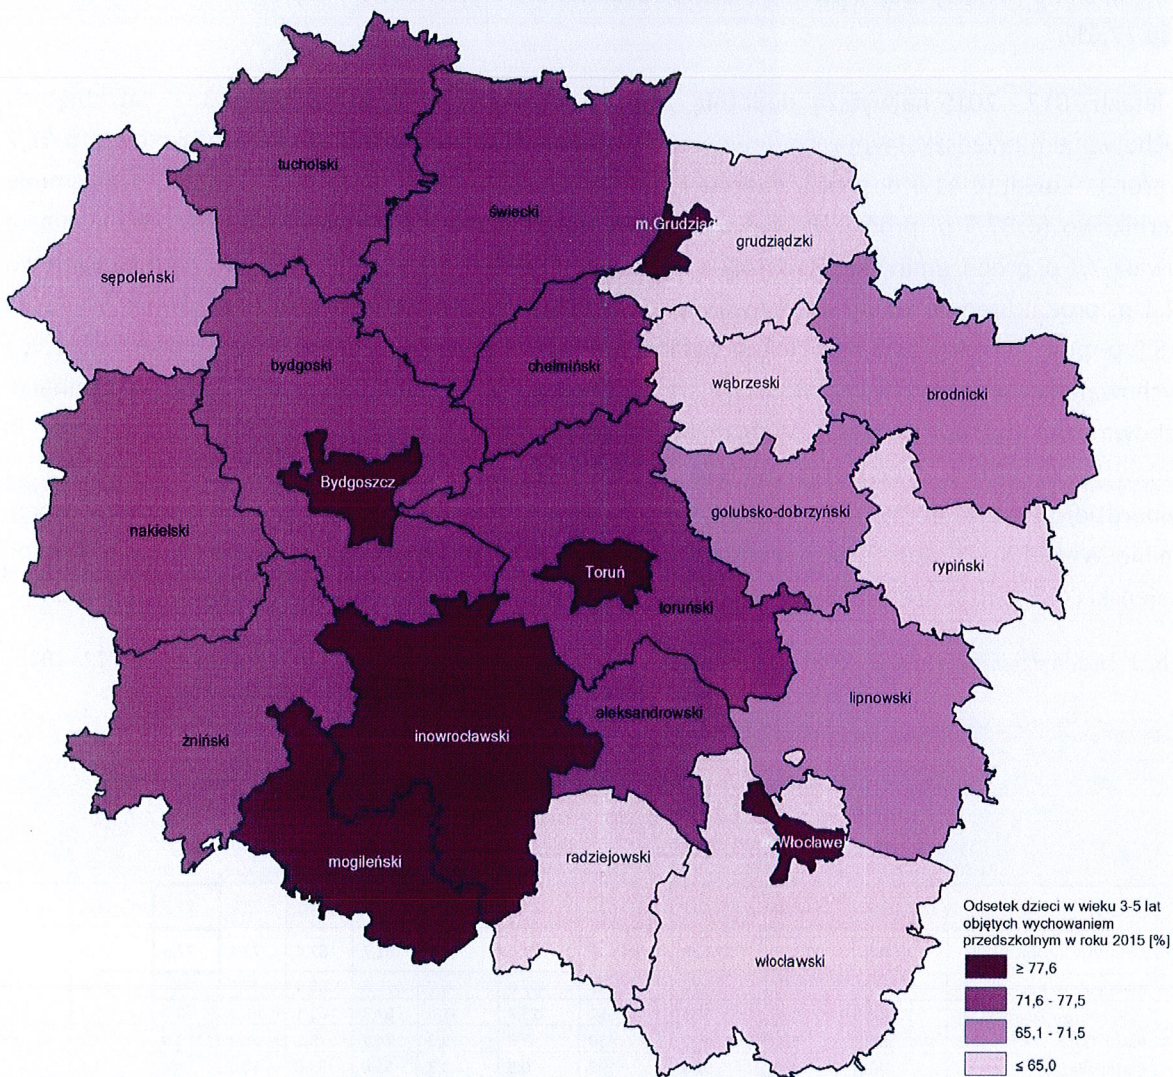 tucholski
świecki
m.Grudziądz
grudziądzki
sępoleński
bydgoski
chełmiński
wąbrzeski
brodnicki
Bydgoszcz
golubsko-dobrzyński
nakielski
Toruń
rypiński
toruński
lipnowski
aleksandrowski
inowrocławski
żniński
mogileński
radziejowski
włocławski
Odsetek dzieci w wieku 3-5 lat
objętych wychowaniem
przedszkolnym w roku 2015 [%]
≥ 77,6
71,6 - 77,5
65,1 - 71,5
≤ 65,0